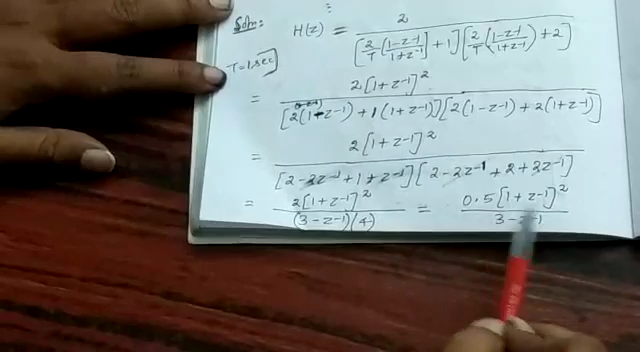 Soln: H(z) = 2 / [2/T (1-z-1/1+z-1) + 1] [2/T (1-z-1/1+z-1) + 2]
T=1sec]
= 2[1+z-1]^2 / [2(1-z-1) + 1(1+z-1)] [2(1-z-1) + 2(1+z-1)]
= 2[1+z-1]^2 / [2-2z-1+1+z-1] [2-2z-1+2+2z-1]
= 2[1+z-1]^2 / (3-z-1)(4) = 0.5[1+z-1]^2 / 3-z-1